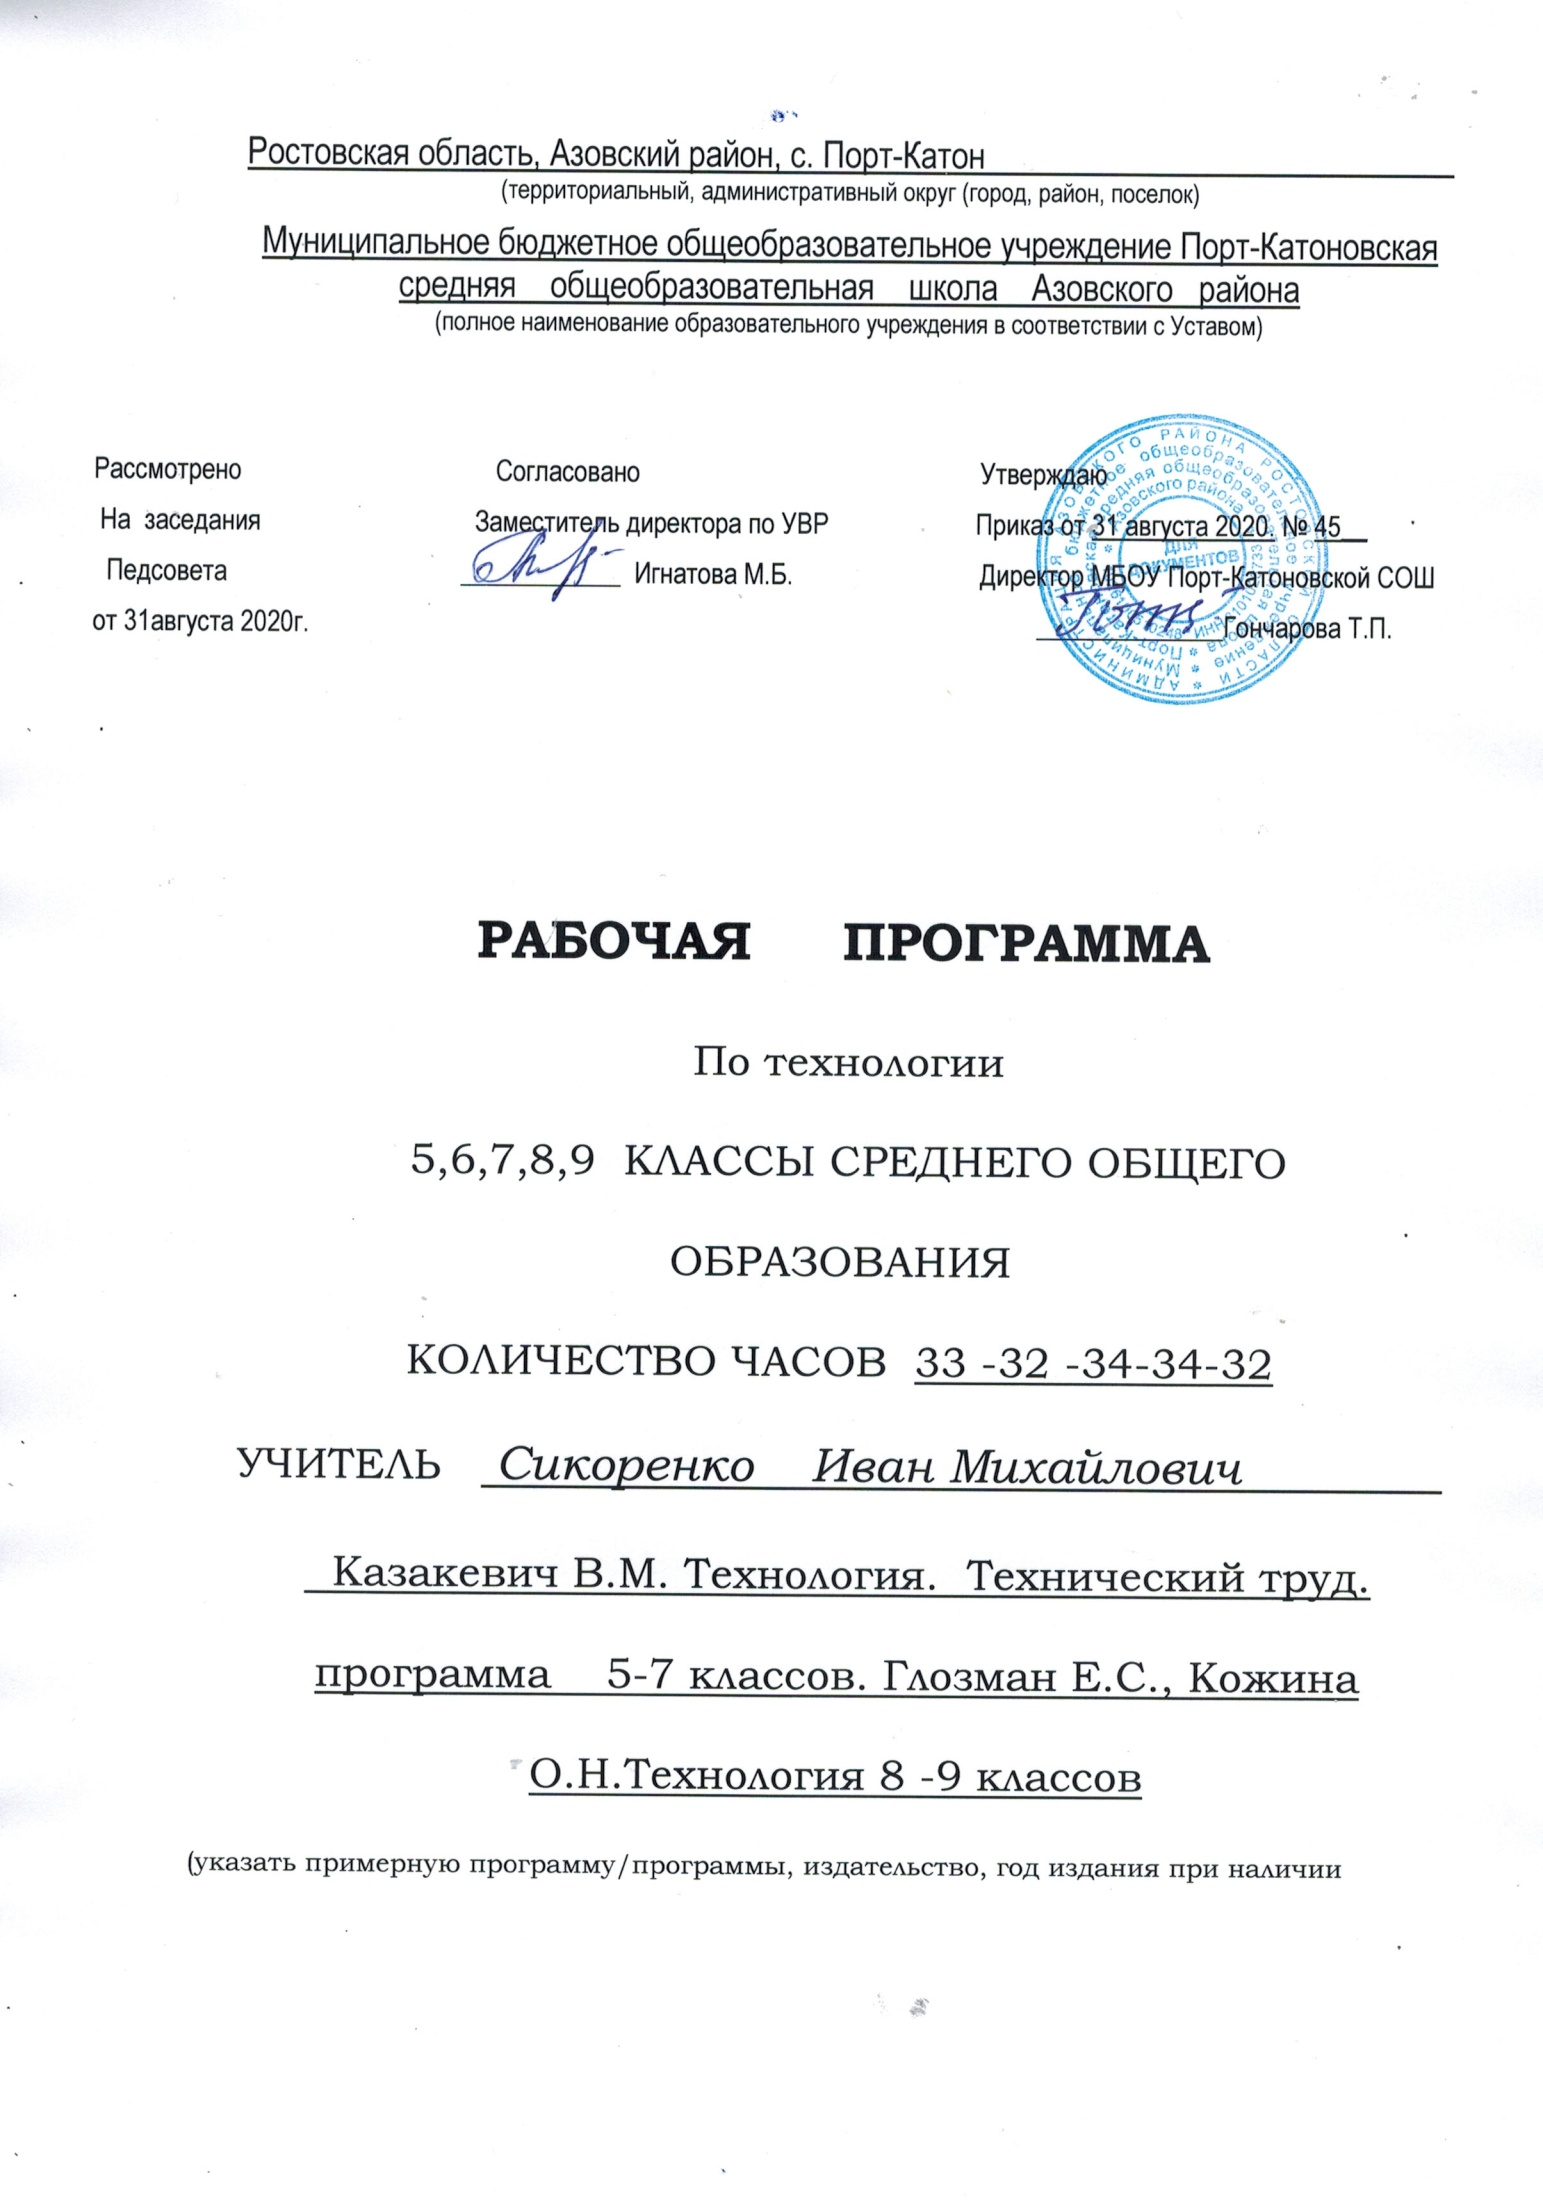 Ростовская область, Азовский район, с. Порт-Катон
(территориальный, административный округ (город, район, поселок)
Муниципальное бюджетное общеобразовательное учреждение Порт-Катоновская
средняя общеобразовательная школа Азовского района
(полное наименование образовательного учреждения в соответствии с Уставом)
Рассмотрено
На заседания
Педсовета
от 31августа 2020г.
Согласовано
Заместитель директора по УВР
Игнатова М.Б.
Утверждаю
Приказ от 31 августа 2020. № 45
Директор МБОУ Порт-Катоновской СОШ
Гончарова Т.П.
ДЛЯ
ДОКУМЕНТОВ
РАБОЧАЯ ПРОГРАММА
По технологии
5,6,7,8,9 КЛАССЫ СРЕДНЕГО ОБЩЕГО
ОБРАЗОВАНИЯ
КОЛИЧЕСТВО ЧАСОВ 33 -32 -34-34-32
УЧИТЕЛЬ Сикоренко Иван Михайлович
Казакевич В.М. Технология. Технический труд.
программа 5-7 классов. Глозман Е.С., Кожина
О.Н.Технология 8 -9 классов
(указать примерную программу/программы, издательство, год издания при наличии